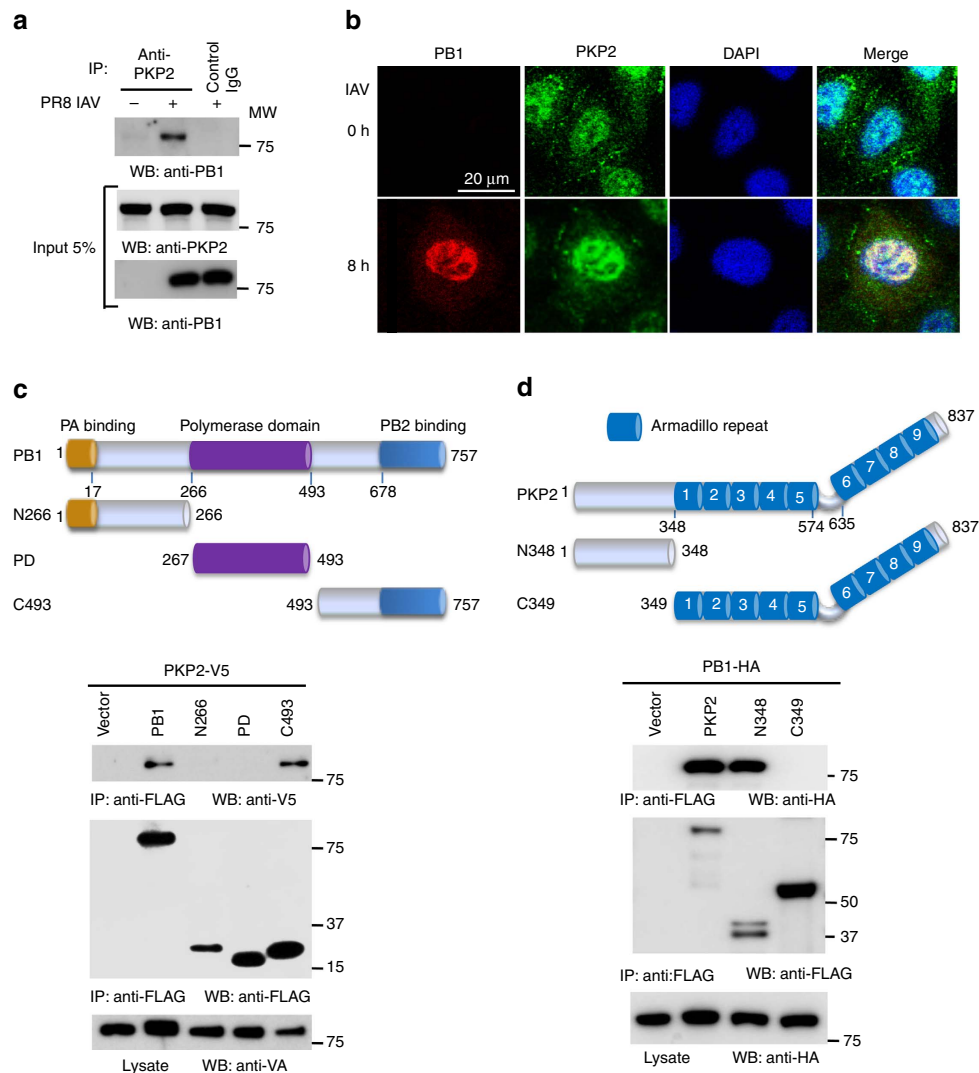 a
IP:
Anti-
PKP2
Control
IgG
PR8 IAV
– + +
MW
75
WB: anti-PB1
75
WB: anti-PKP2
Input 5%
75
WB: anti-PB1
b
PB1 PKP2 DAPI Merge
IAV
0 h
20 μm
8 h
c
PA binding Polymerase domain PB2 binding
PB1 1 757
17 266 493 678
N266 1 266
PD 267 493
C493 493 757
PKP2-V5
Vector PB1 N266 PD C493
75
IP: anti-FLAG WB: anti-V5
75
37
15
IP: anti-FLAG WB: anti-FLAG
75
Lysate WB: anti-VA
d
Armadillo repeat
837
PKP2 1 1 2 3 4 5 6 7 8 9
348 574 635
N348 1 348
837
C349 349 1 2 3 4 5 6 7 8 9
PB1-HA
Vector PKP2 N348 C349
75
IP: anti-FLAG WB: anti-HA
75
50
37
IP: anti:FLAG WB: anti-FLAG
75
Lysate WB: anti-HA